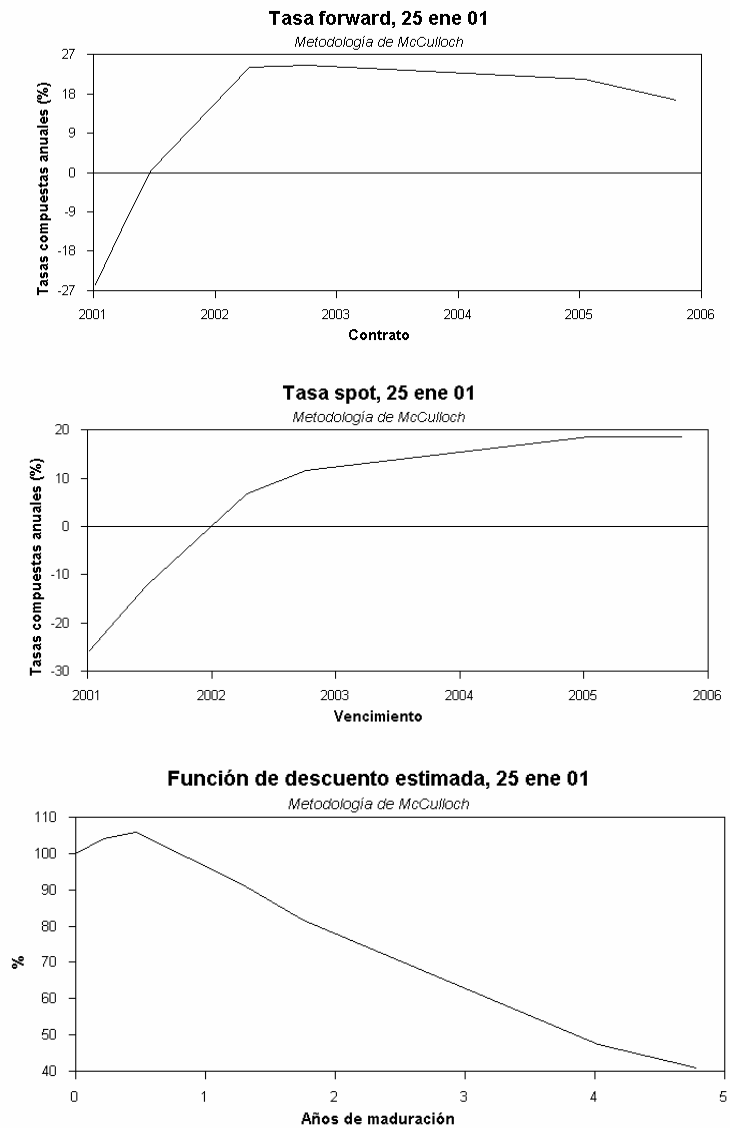 Tasa forward, 25 ene 01
Metodología de McCulloch
Tasas compuestas anuales (%)
27
18
9
0
-9
-18
-27
2001 2002 2003 2004 2005 2006
Contrato
Tasa spot, 25 ene 01
Metodología de McCulloch
Tasas compuestas anuales (%)
20
10
0
-10
-20
-30
2001 2002 2003 2004 2005 2006
Vencimiento
Función de descuento estimada, 25 ene 01
Metodología de McCulloch
%
110
100
90
80
70
60
50
40
0 1 2 3 4 5
Años de maduración